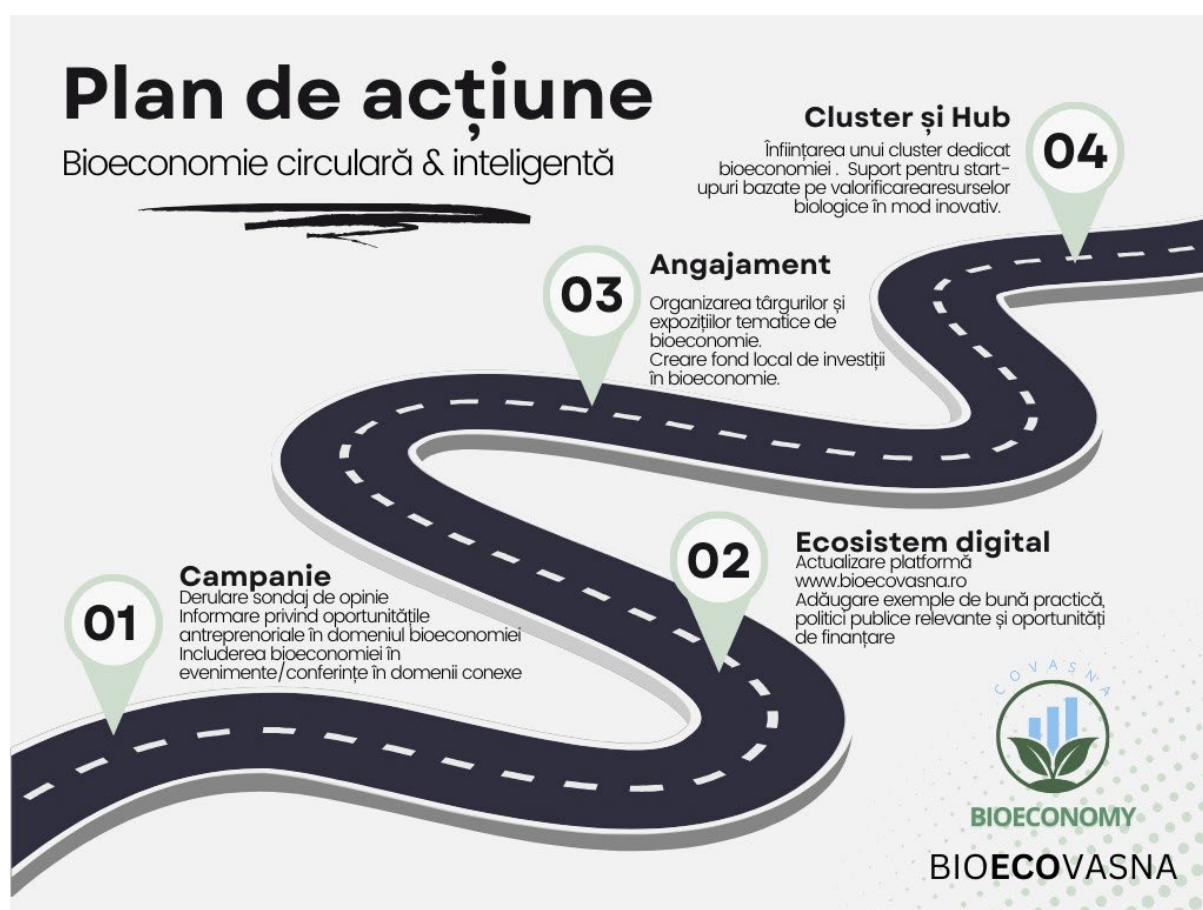 Plan de acțiune
Bioeconomie circulară & inteligentă
Cluster și Hub
04
Înființarea unui cluster dedicat
bioeconomiei . Suport pentru start-
upuri bazate pe valorificarearesurselor
biologice în mod inovativ.
03
Angajament
Organizarea târgurilor și
expozițiilor tematice de
bioeconomie.
Creare fond local de investiții
în bioeconomie.
02
Ecosistem digital
Actualizare platformă
www.bioecovasna.ro
Adăugare exemple de bună practică,
politici publice relevante și oportunități
de finanțare
01
Campanie
Derulare sondaj de opinie
Informare privind oportunitățile
antreprenoriale în domeniul bioeconomiei
Includerea bioeconomiei în
evenimente/conferințe în domenii conexe
COVASNA
BIOECONOMY
BIOECOVASNA